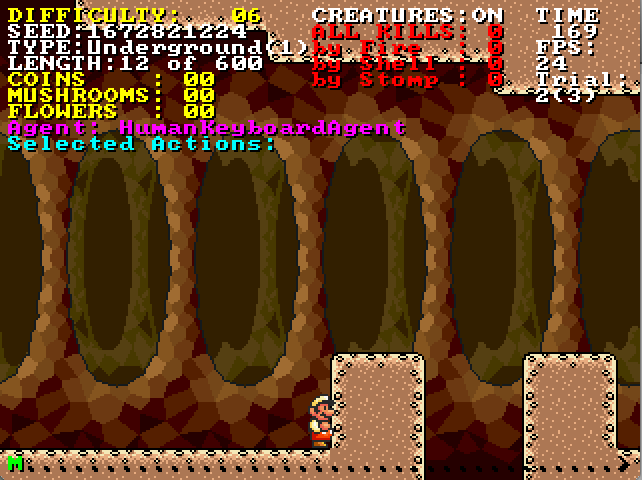 DIFFICULTY: 06 CREATURES:ON TIME
SEED:1672821224 ALL KILLS: 0 169
TYPE:Underground(1) by Fire : 0 FPS:
LENGTH:12 of 600 by Shell : 0 24
COINS : 00 by Stomp : 0 Trial:
MUSHROOMS: 00 2(3)
FLOWERS : 00
Agent: HumanKeyboardAgent
Selected Actions:
M